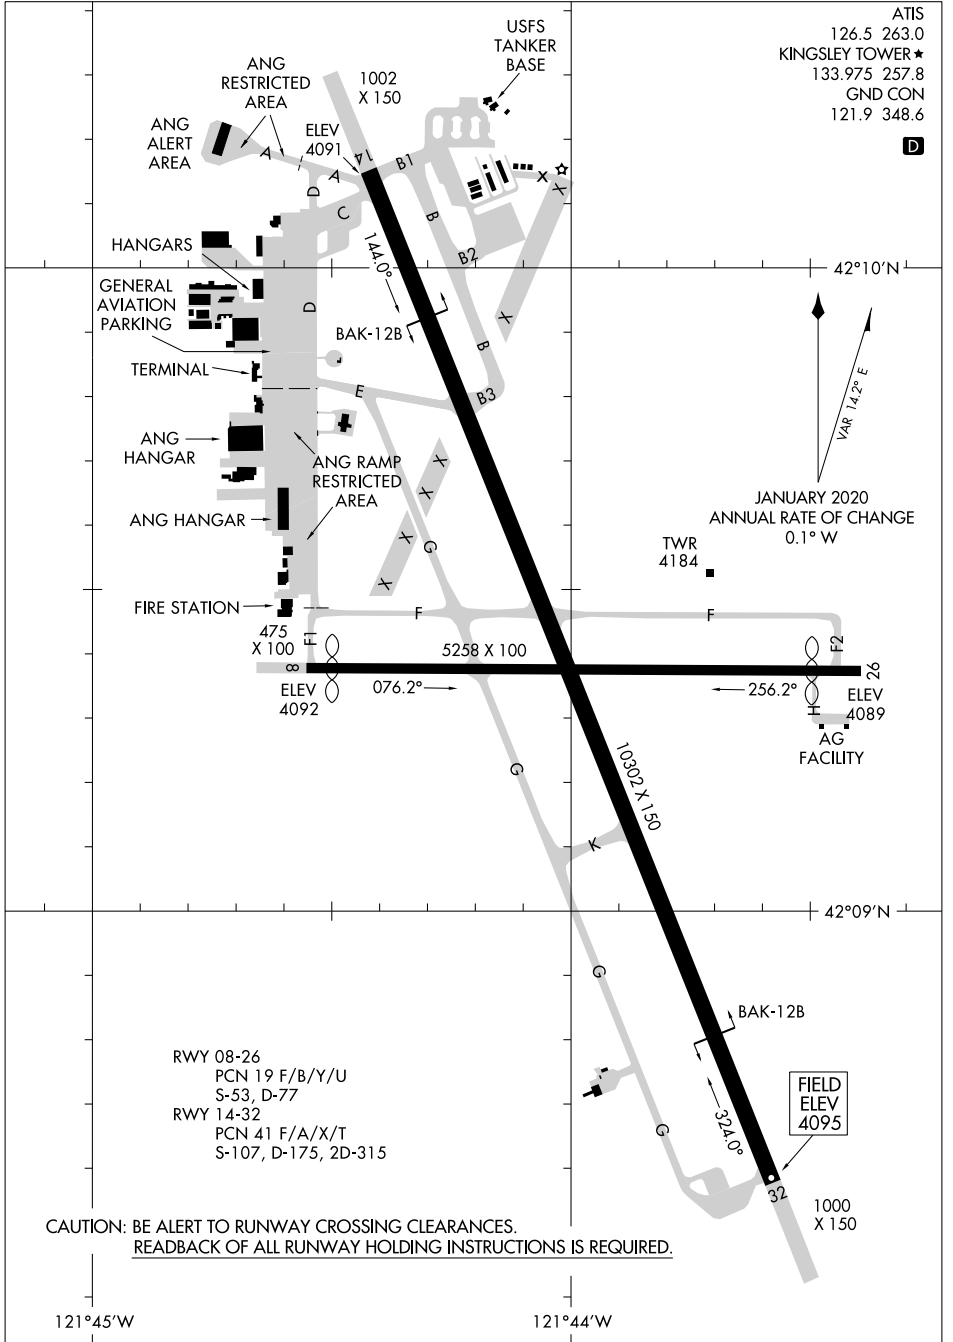 ATIS
126.5 263.0
KINGSLEY TOWER★
133.975 257.8
GND CON
121.9 348.6
D
USFS
TANKER
BASE
1002
X 150
ANG
RESTRICTED
AREA
ANG
ALERT
AREA
ELEV
4091
14
A
A
B1
D
C
B
B2
X
X
X
144.0°
HANGARS
42°10'N
GENERAL
AVIATION
PARKING
D
BAK-12B
B
TERMINAL
E
B3
VAR 14.2° E
ANG
HANGAR
ANG RAMP
RESTRICTED
AREA
X
X
X
X
ANG HANGAR
G
JANUARY 2020
ANNUAL RATE OF CHANGE
0.1° W
TWR
4184
FIRE STATION
F
F
475
X 100
F1
5258 X 100
F2
8
26
ELEV
4092
076.2°
256.2°
ELEV
4089
H
AG
FACILITY
G
10302 X 150
K
42°09'N
G
BAK-12B
RWY 08-26
PCN 19 F/B/Y/U
S-53, D-77
RWY 14-32
PCN 41 F/A/X/T
S-107, D-175, 2D-315
FIELD
ELEV
4095
G
324.0°
32
1000
X 150
CAUTION: BE ALERT TO RUNWAY CROSSING CLEARANCES.
READBACK OF ALL RUNWAY HOLDING INSTRUCTIONS IS REQUIRED.
121°45'W
121°44'W